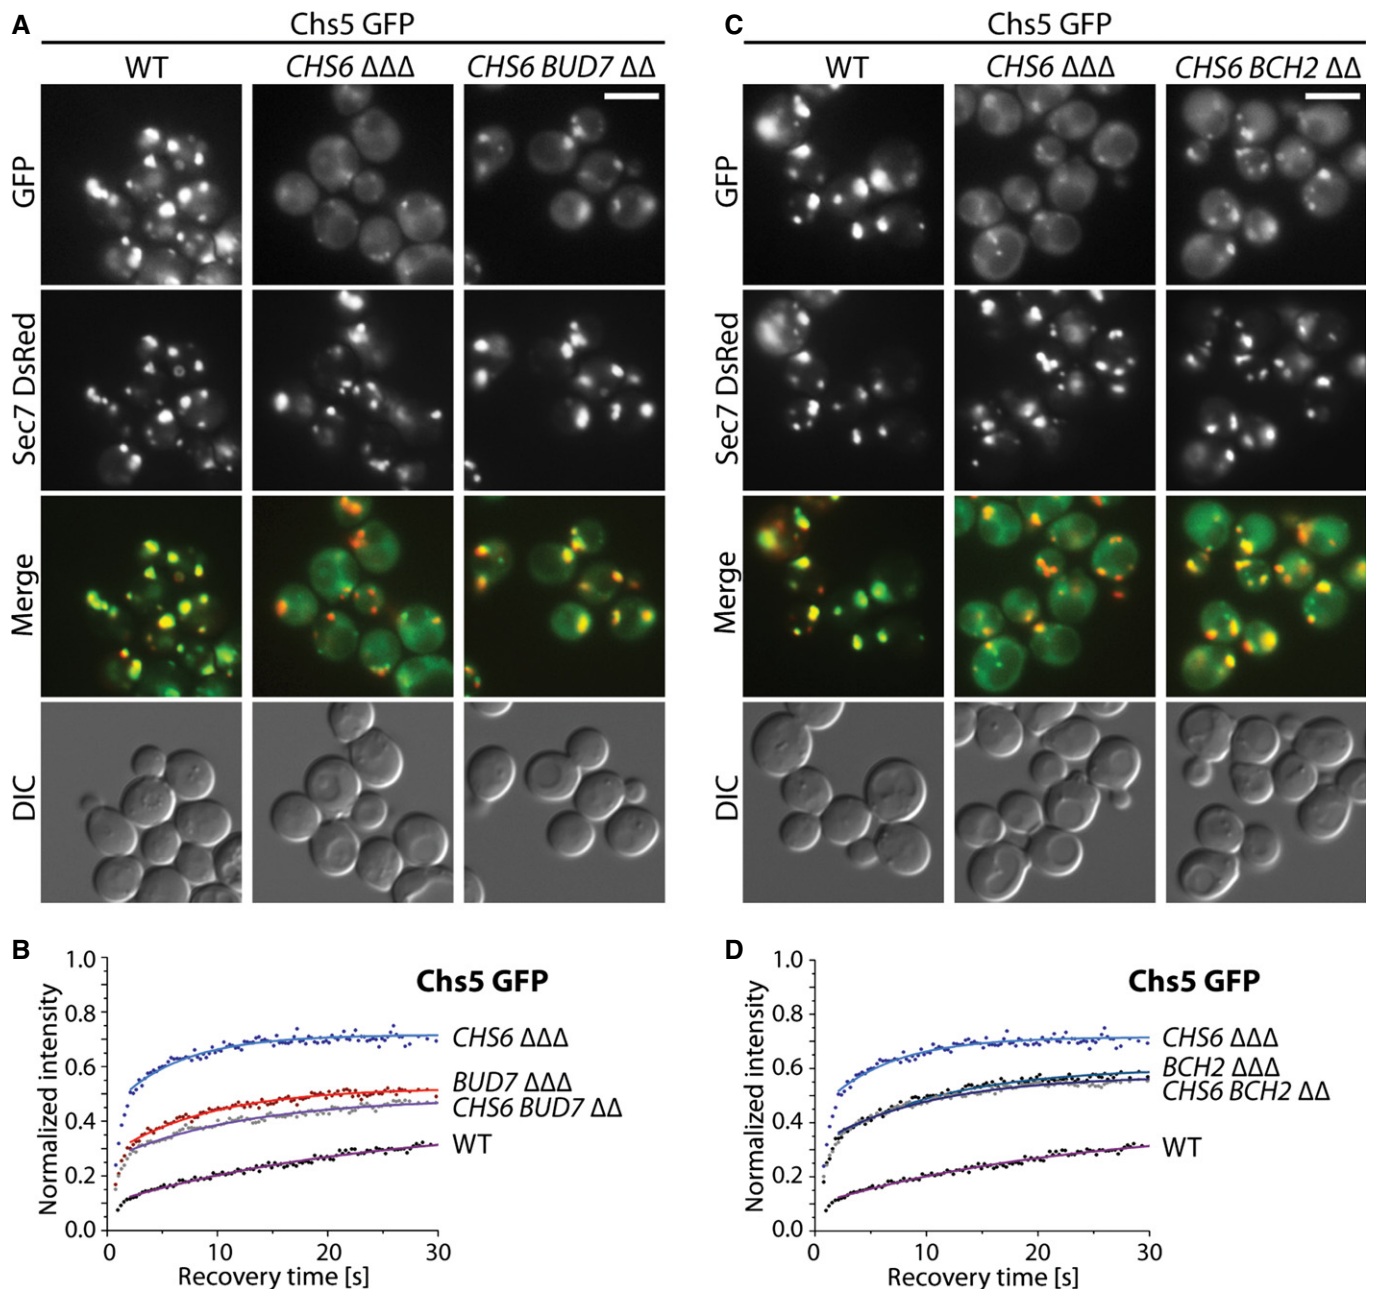 A
Chs5 GFP
WT
CHS6 ΔΔΔ
CHS6 BUD7 ΔΔ
GFP
Sec7 DsRed
Merge
DIC
C
Chs5 GFP
WT
CHS6 ΔΔΔ
CHS6 BCH2 ΔΔ
GFP
Sec7 DsRed
Merge
DIC
B
Chs5 GFP
Normalized intensity
1.0
0.8
0.6
0.4
0.2
0.0
CHS6 ΔΔΔ
BUD7 ΔΔΔ
CHS6 BUD7 ΔΔ
WT
0 10 20 30
Recovery time [s]
D
Chs5 GFP
Normalized intensity
1.0
0.8
0.6
0.4
0.2
0.0
CHS6 ΔΔΔ
BCH2 ΔΔΔ
CHS6 BCH2 ΔΔ
WT
0 10 20 30
Recovery time [s]